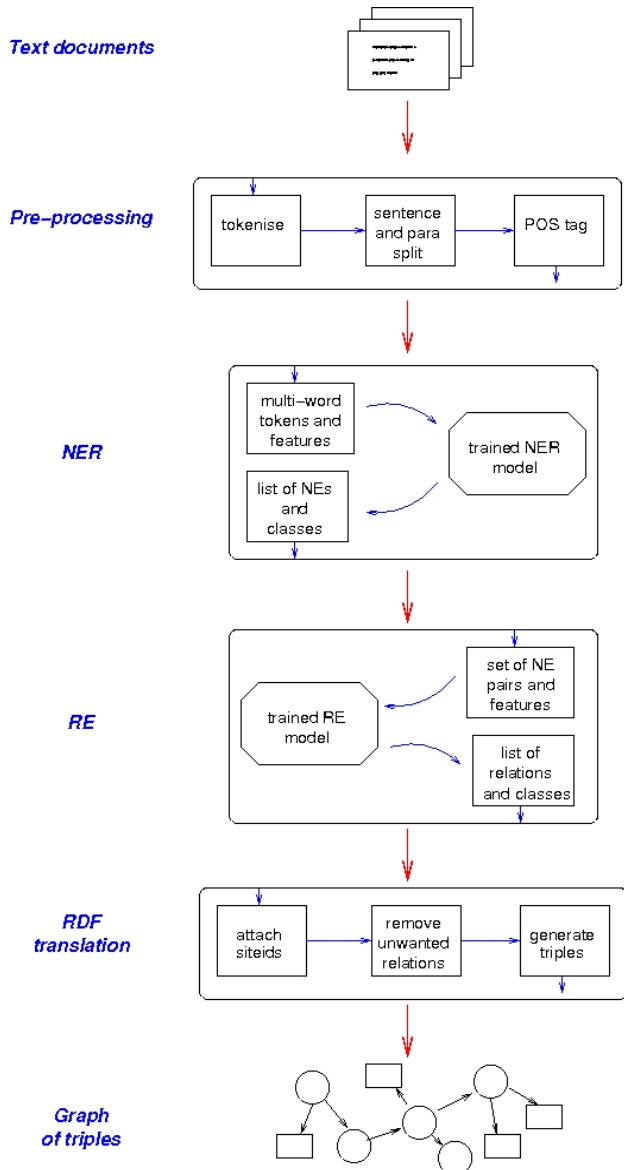 Text documents
Pre-processing
tokenise
sentence
and para
split
POS tag
NER
multi-word
tokens and
features
trained NER
model
list of NEs
and
classes
RE
set of NE
pairs and
features
trained RE
model
list of
relations
and classes
RDF
translation
attach
siteids
remove
unwanted
relations
generate
triples
Graph
of triples